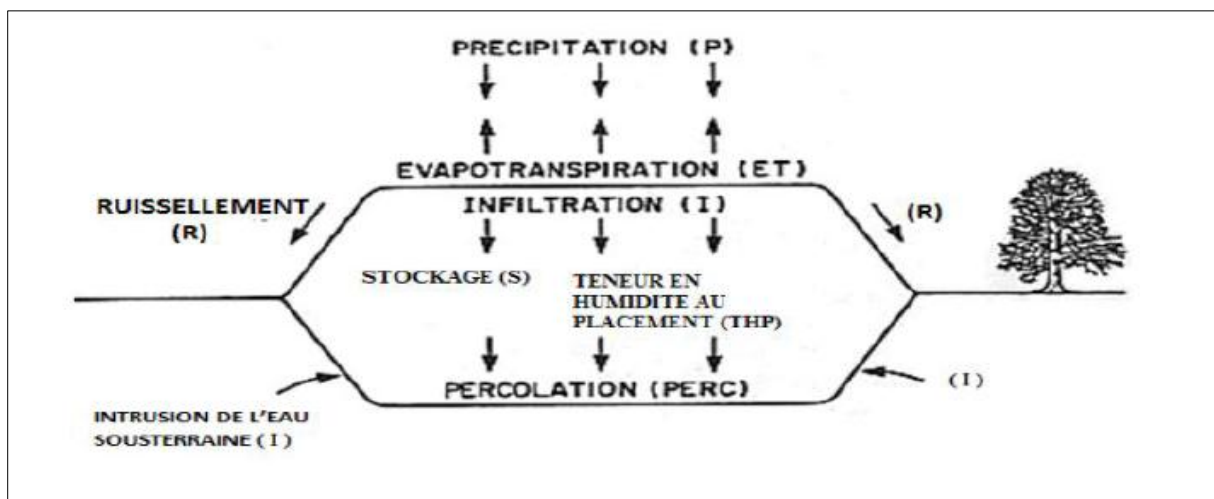 PRECIPITATION (P)
EVAPOTRANSPIRATION (ET)
RUISSELLEMENT
(R)
INFILTRATION (I)
(R)
STOCKAGE (S)
TENEUR EN
HUMIDITE AU
PLACEMENT (THP)
PERCOLATION (PERC)
(I)
INTRUSION DE L'EAU
SOUSTERRAINE (I)